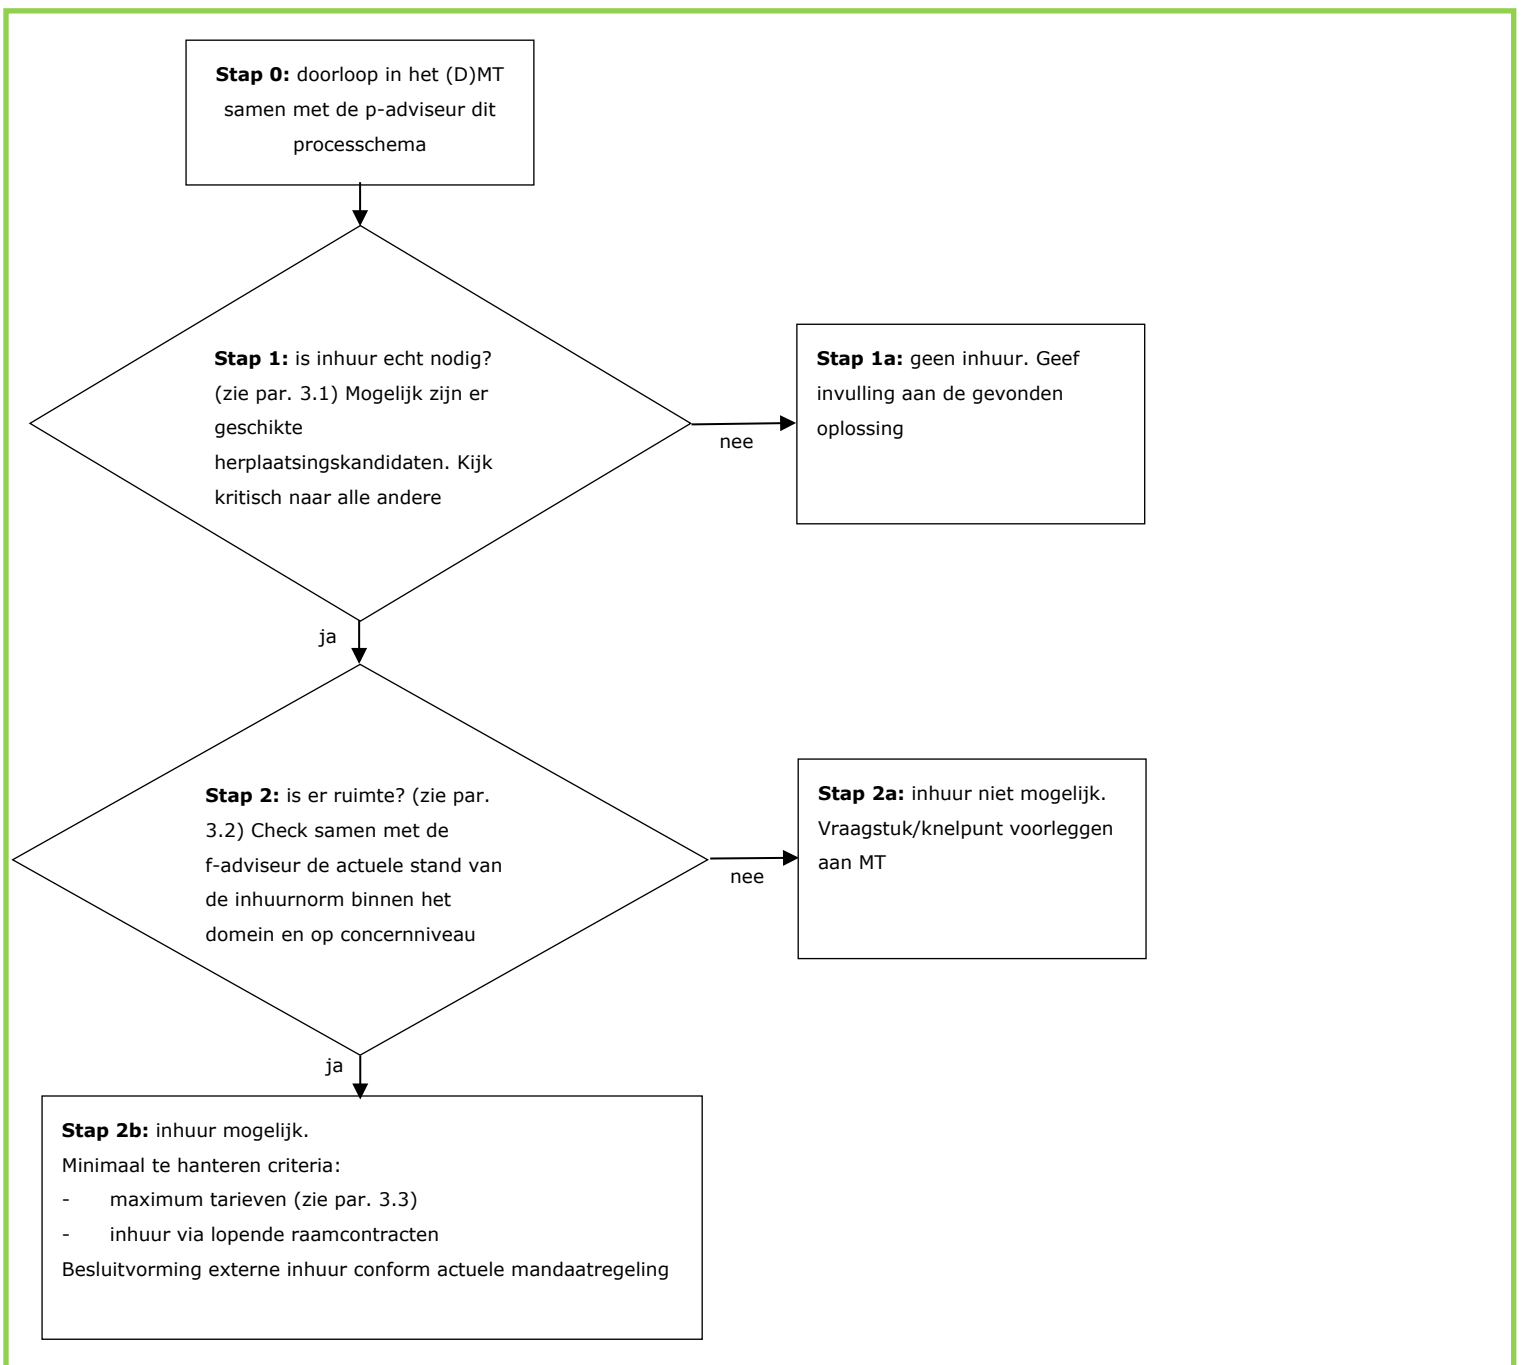 Stap 0: doorloop in het (D)MT
samen met de p-adviseur dit
processchema
Stap 1: is inhuur echt nodig?
(zie par. 3.1) Mogelijk zijn er
geschikte
herplaatsingskandidaten. Kijk
kritisch naar alle andere
nee
Stap 1a: geen inhuur. Geef
invulling aan de gevonden
oplossing
ja
Stap 2: is er ruimte? (zie par.
3.2) Check samen met de
f-adviseur de actuele stand van
de inhuurnorm binnen het
domein en op concernniveau
nee
Stap 2a: inhuur niet mogelijk.
Vraagstuk/knelpunt voorleggen
aan MT
ja
Stap 2b: inhuur mogelijk.
Minimaal te hanteren criteria:
- maximum tarieven (zie par. 3.3)
- inhuur via lopende raamcontracten
Besluitvorming externe inhuur conform actuele mandaatregeling